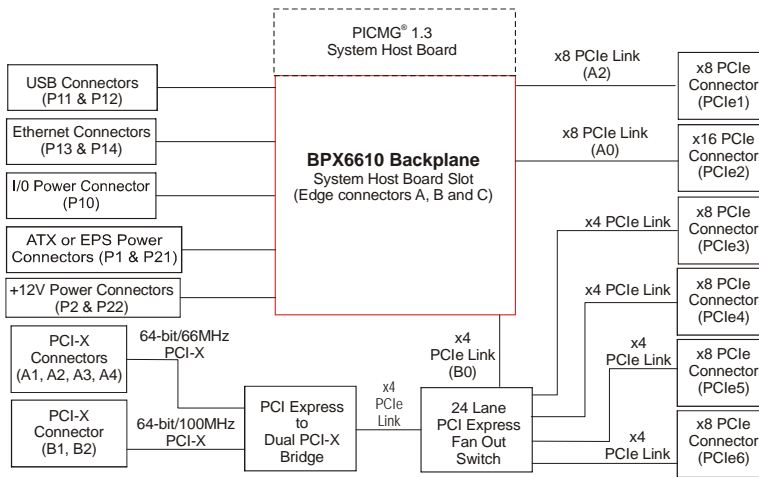 PICMG® 1.3
System Host Board
USB Connectors
(P11 & P12)
Ethernet Connectors
(P13 & P14)
I/0 Power Connector
(P10)
ATX or EPS Power
Connectors (P1 & P21)
+12V Power Connectors
(P2 & P22)
BPX6610 Backplane
System Host Board Slot
(Edge connectors A, B and C)
x8 PCIe Link
(A2)
x8 PCIe
Connector
(PCIe1)
x8 PCIe Link
(A0)
x16 PCIe
Connector
(PCIe2)
x4 PCIe Link
x8 PCIe
Connector
(PCIe3)
x4 PCIe Link
x8 PCIe
Connector
(PCIe4)
x4
PCIe Link
x8 PCIe
Connector
(PCIe5)
x4
PCIe Link
x8 PCIe
Connector
(PCIe6)
PCI-X
Connectors
(A1, A2, A3, A4)
64-bit/66MHz
PCI-X
PCI-X
Connector
(B1, B2)
64-bit/100MHz
PCI-X
PCI Express
to
Dual PCI-X
Bridge
x4
PCIe
Link
x4
PCIe Link
(B0)
24 Lane
PCI Express
Fan Out
Switch